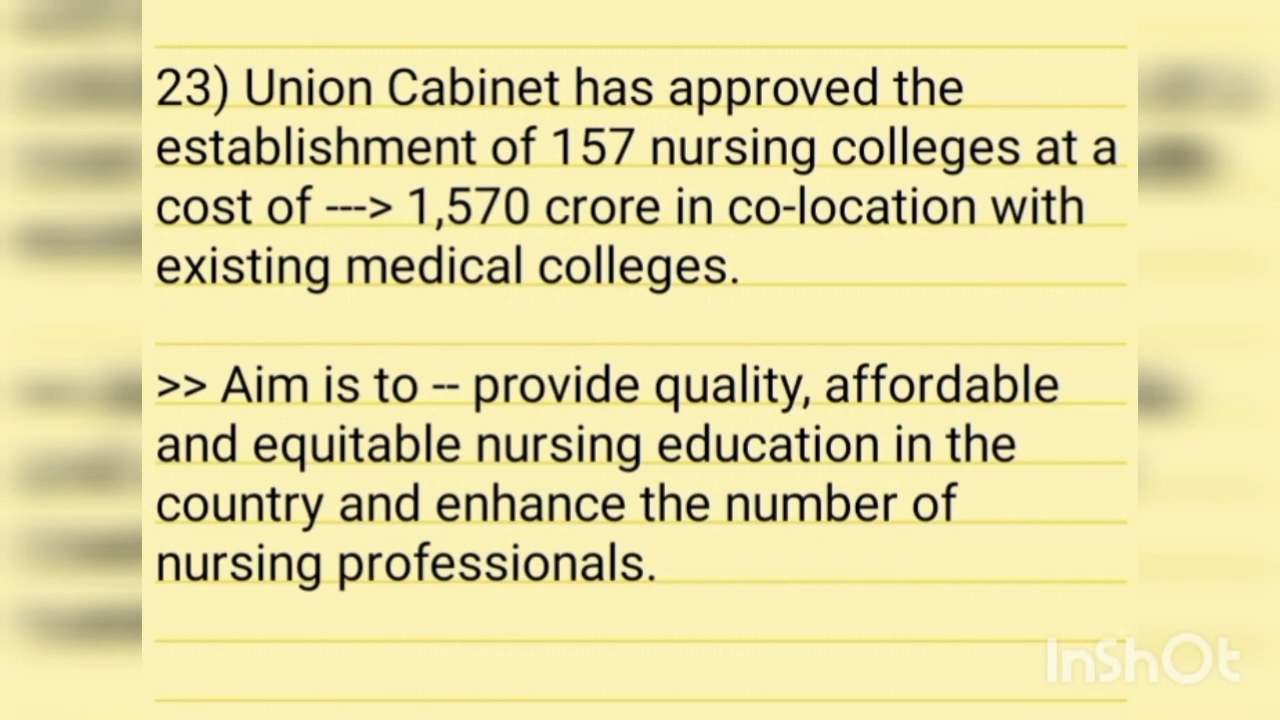 23) Union Cabinet has approved the
establishment of 157 nursing colleges at a
cost of ---> 1,570 crore in co-location with
existing medical colleges.
>> Aim is to -- provide quality, affordable
and equitable nursing education in the
country and enhance the number of
nursing professionals.
InShOt